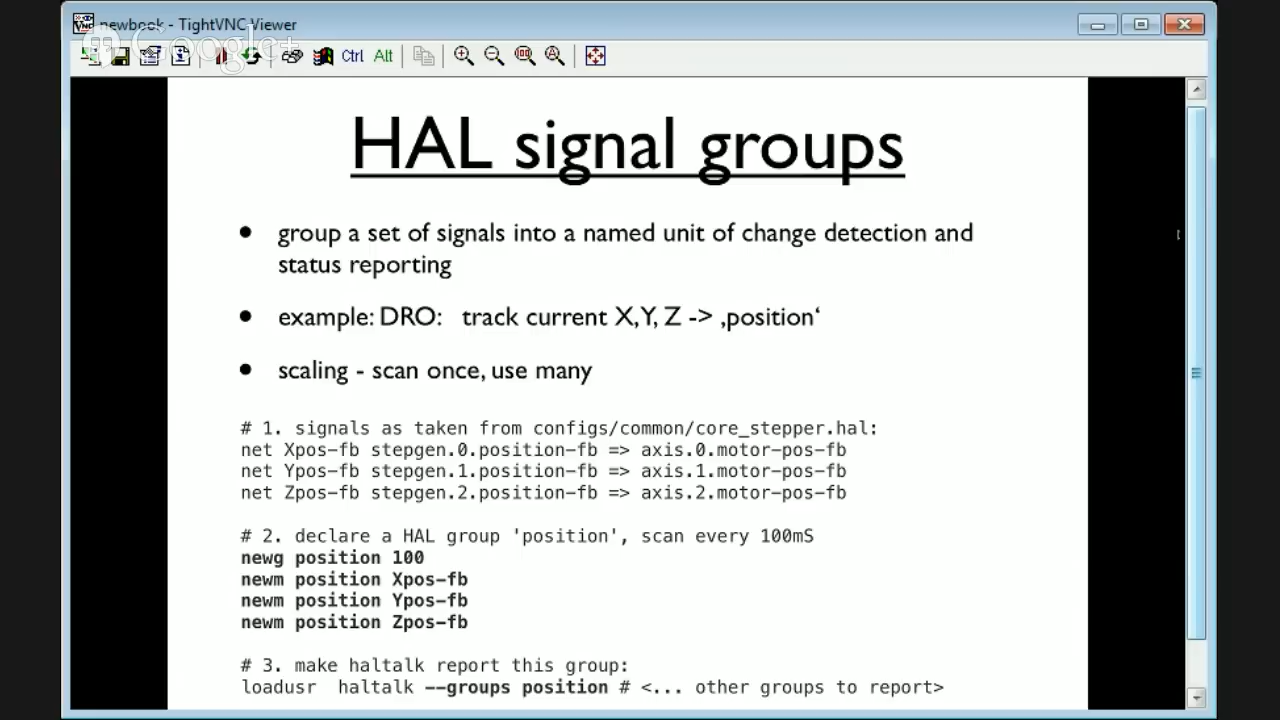 newbook - TightVNC Viewer
Google+
Ctrl Alt
HAL signal groups
• group a set of signals into a named unit of change detection and
status reporting
• example: DRO: track current X,Y, Z -> ‚position‘
• scaling - scan once, use many
# 1. signals as taken from configs/common/core_stepper.hal:
net Xpos-fb stepgen.0.position-fb => axis.0.motor-pos-fb
net Ypos-fb stepgen.1.position-fb => axis.1.motor-pos-fb
net Zpos-fb stepgen.2.position-fb => axis.2.motor-pos-fb
# 2. declare a HAL group 'position', scan every 100mS
newg position 100
newm position Xpos-fb
newm position Ypos-fb
newm position Zpos-fb
# 3. make haltalk report this group:
loadusr  haltalk --groups position # <... other groups to report>